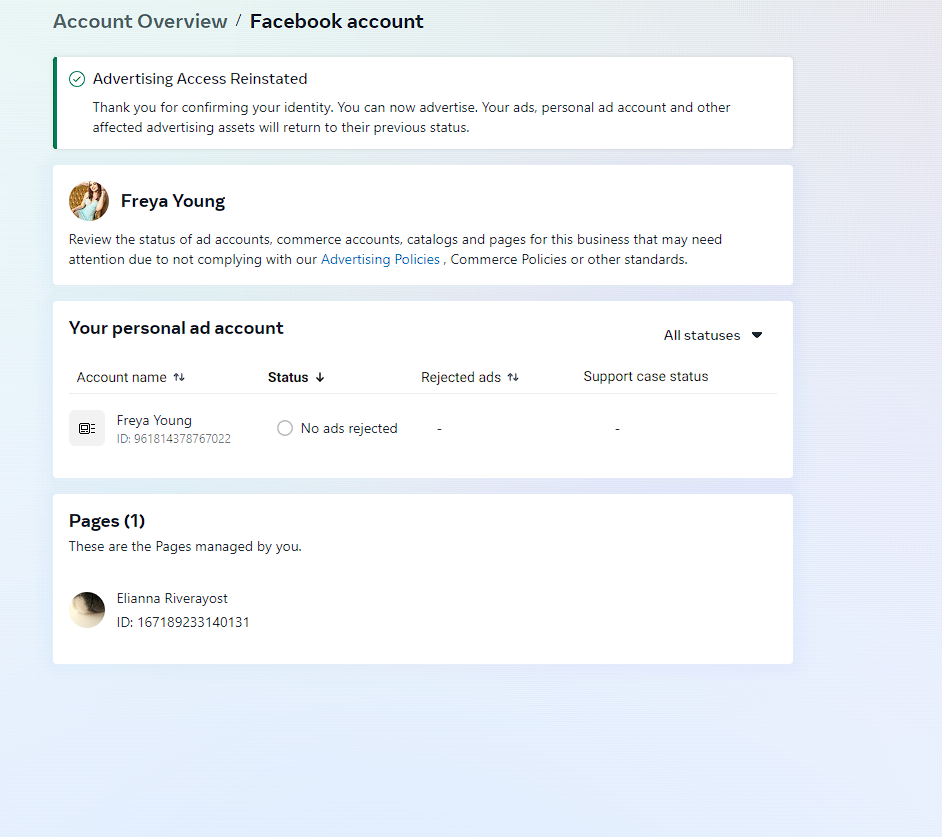 Account Overview / Facebook account
Advertising Access Reinstated
Thank you for confirming your identity. You can now advertise. Your ads, personal ad account and other
affected advertising assets will return to their previous status.
Freya Young
Review the status of ad accounts, commerce accounts, catalogs and pages for this business that may need
attention due to not complying with our Advertising Policies , Commerce Policies or other standards.
Your personal ad account
All statuses
Account name Status Rejected ads Support case status
Freya Young
ID: 961814378767022
No ads rejected - -
Pages (1)
These are the Pages managed by you.
Elianna Riverayost
ID: 167189233140131